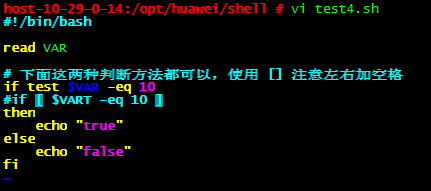 host-10-29-0-14:/opt/huawei/shell # vi test4.sh
#!/bin/bash
read VAR
# 下面这两种判断方法都可以，使用 [] 注意左右加空格
if test $VAR -eq 10
#if [ $VART -eq 10 ]
then
    echo "true"
else
    echo "false"
fi
~